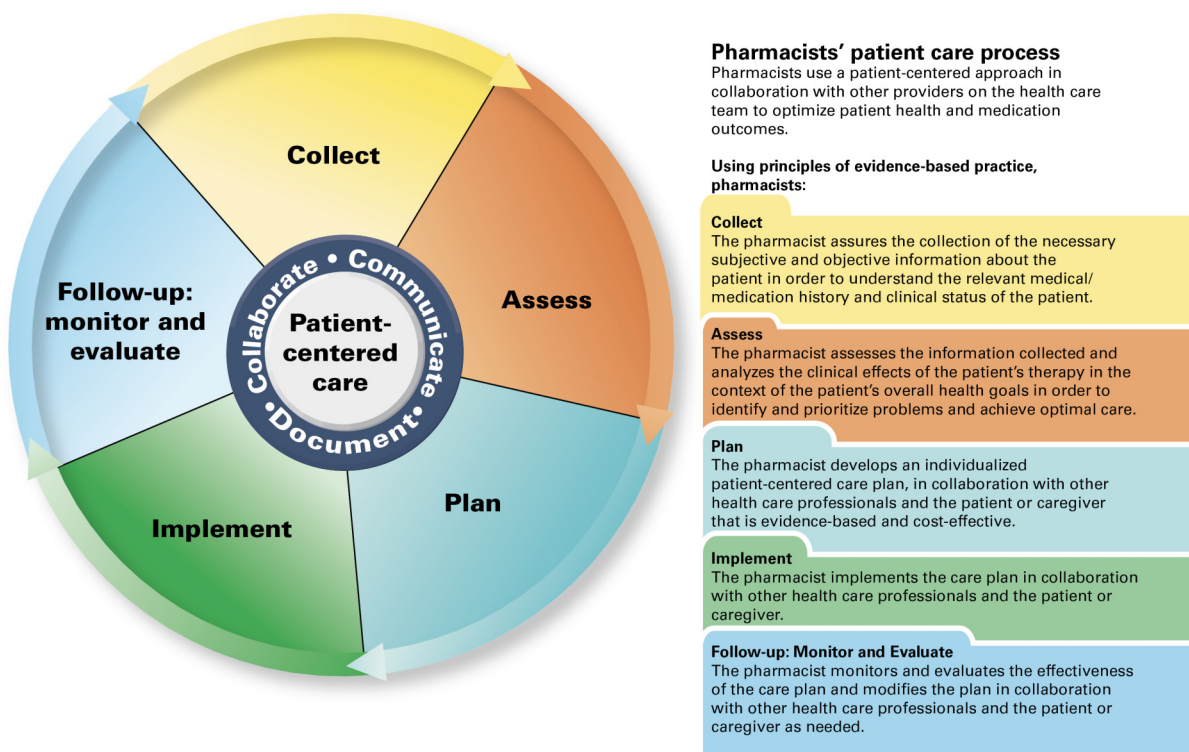 Collect
Assess
Plan
Implement
Follow-up:
monitor and
evaluate
Collaborate • Communicate
•Document•
Patient-
centered
care
Pharmacists’ patient care process
Pharmacists use a patient-centered approach in
collaboration with other providers on the health care
team to optimize patient health and medication
outcomes.
Using principles of evidence-based practice,
pharmacists:
Collect
The pharmacist assures the collection of the necessary
subjective and objective information about the
patient in order to understand the relevant medical/
medication history and clinical status of the patient.
Assess
The pharmacist assesses the information collected and
analyzes the clinical effects of the patient’s therapy in the
context of the patient’s overall health goals in order to
identify and prioritize problems and achieve optimal care.
Plan
The pharmacist develops an individualized
patient-centered care plan, in collaboration with other
health care professionals and the patient or caregiver
that is evidence-based and cost-effective.
Implement
The pharmacist implements the care plan in collaboration
with other health care professionals and the patient or
caregiver.
Follow-up: Monitor and Evaluate
The pharmacist monitors and evaluates the effectiveness
of the care plan and modifies the plan in collaboration
with other health care professionals and the patient or
caregiver as needed.